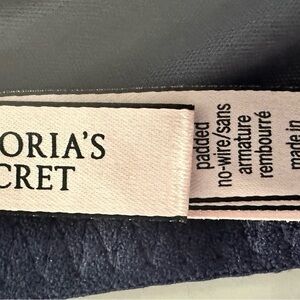 ORIA'S
CRET
padded
no-wire/sans
armature
rembourré
made in